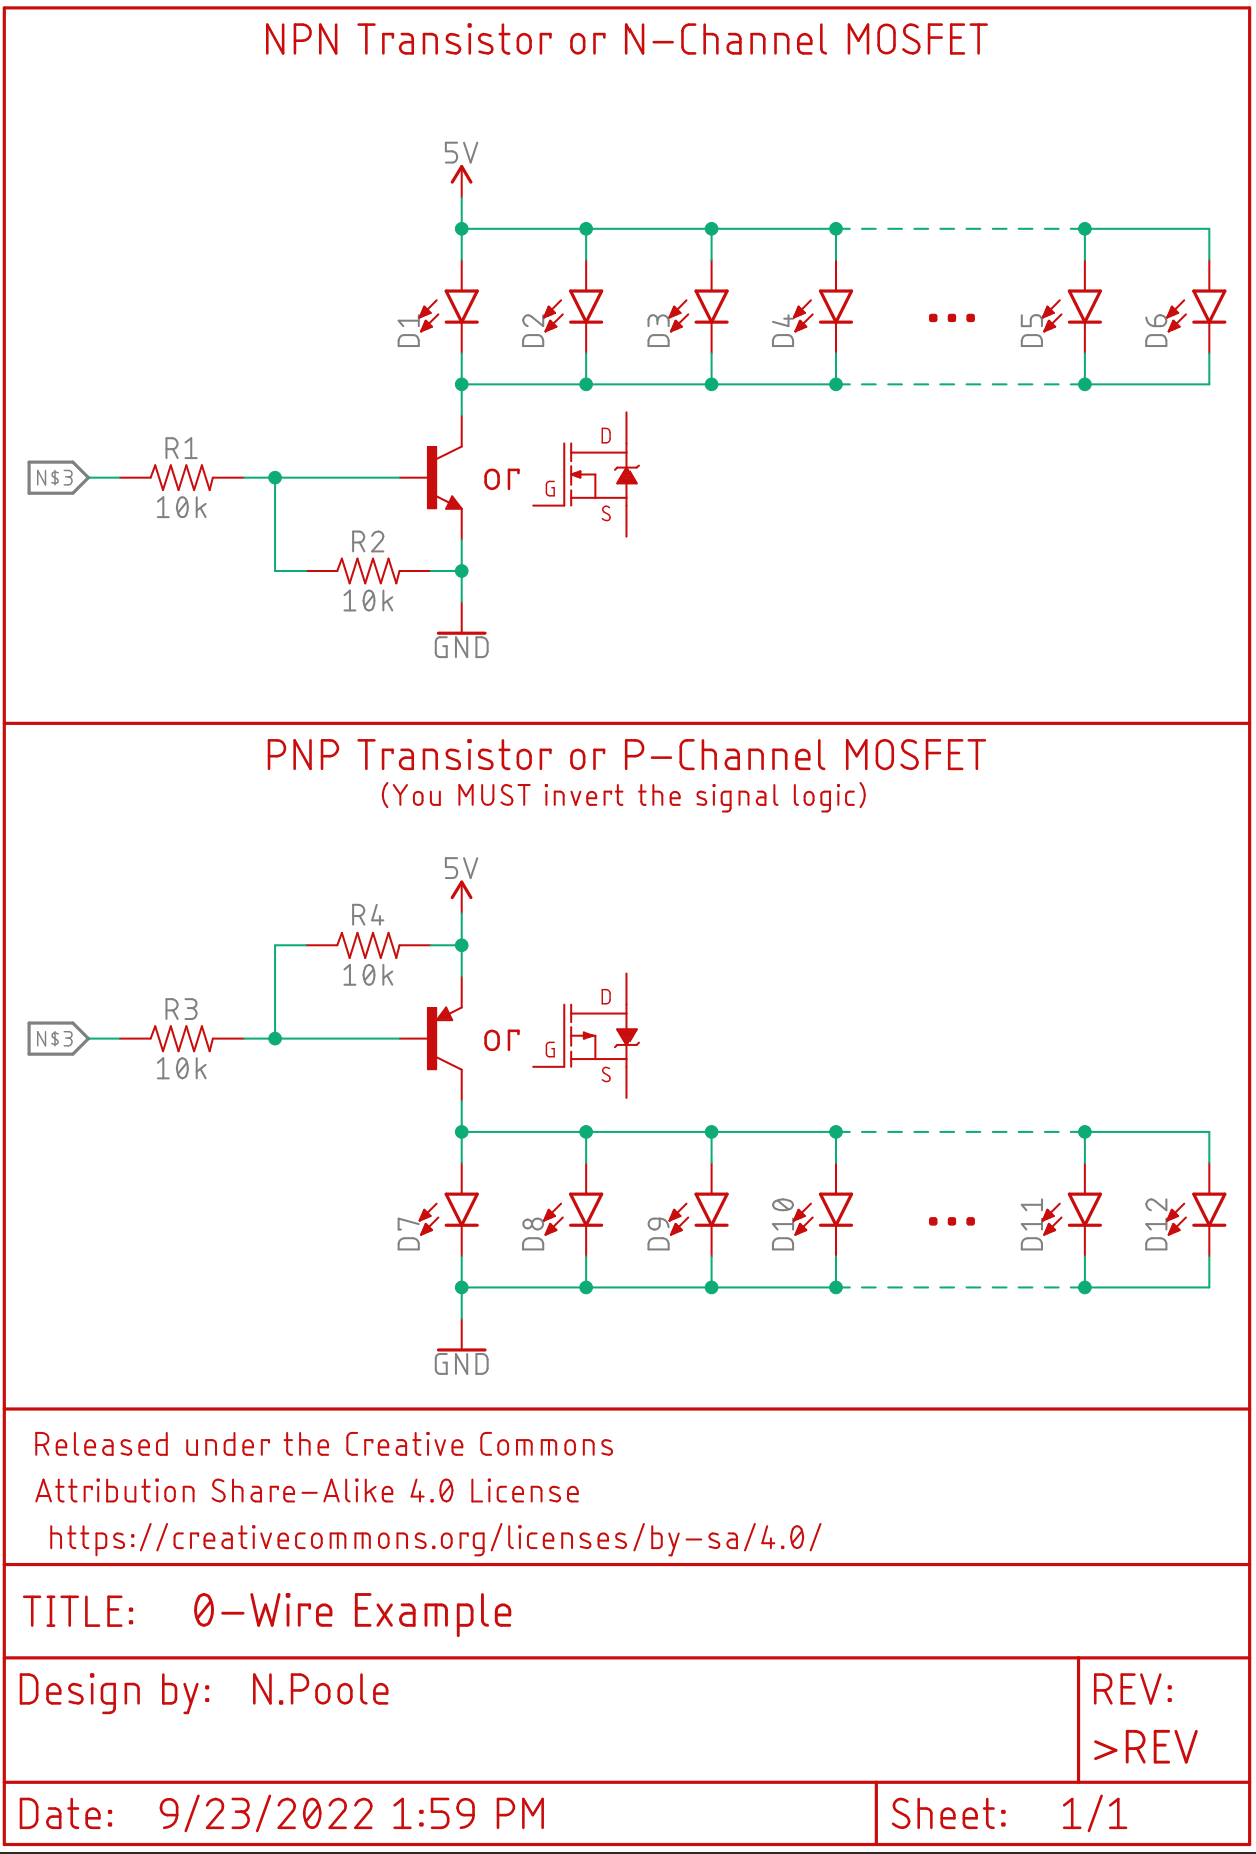 NPN Transistor or N-Channel MOSFET
5V
D1
D2
D3
D4
D5
D6
N$3
R1
10k
or
D
G
S
R2
10k
GND
PNP Transistor or P-Channel MOSFET
(You MUST invert the signal logic)
5V
R4
10k
N$3
R3
10k
or
D
G
S
D7
D8
D9
D10
D11
D12
GND
Released under the Creative Commons
Attribution Share-Alike 4.0 License
https://creativecommons.org/licenses/by-sa/4.0/
TITLE: 0-Wire Example
Design by: N.Poole
REV:
>REV
Date: 9/23/2022 1:59 PM
Sheet: 1/1